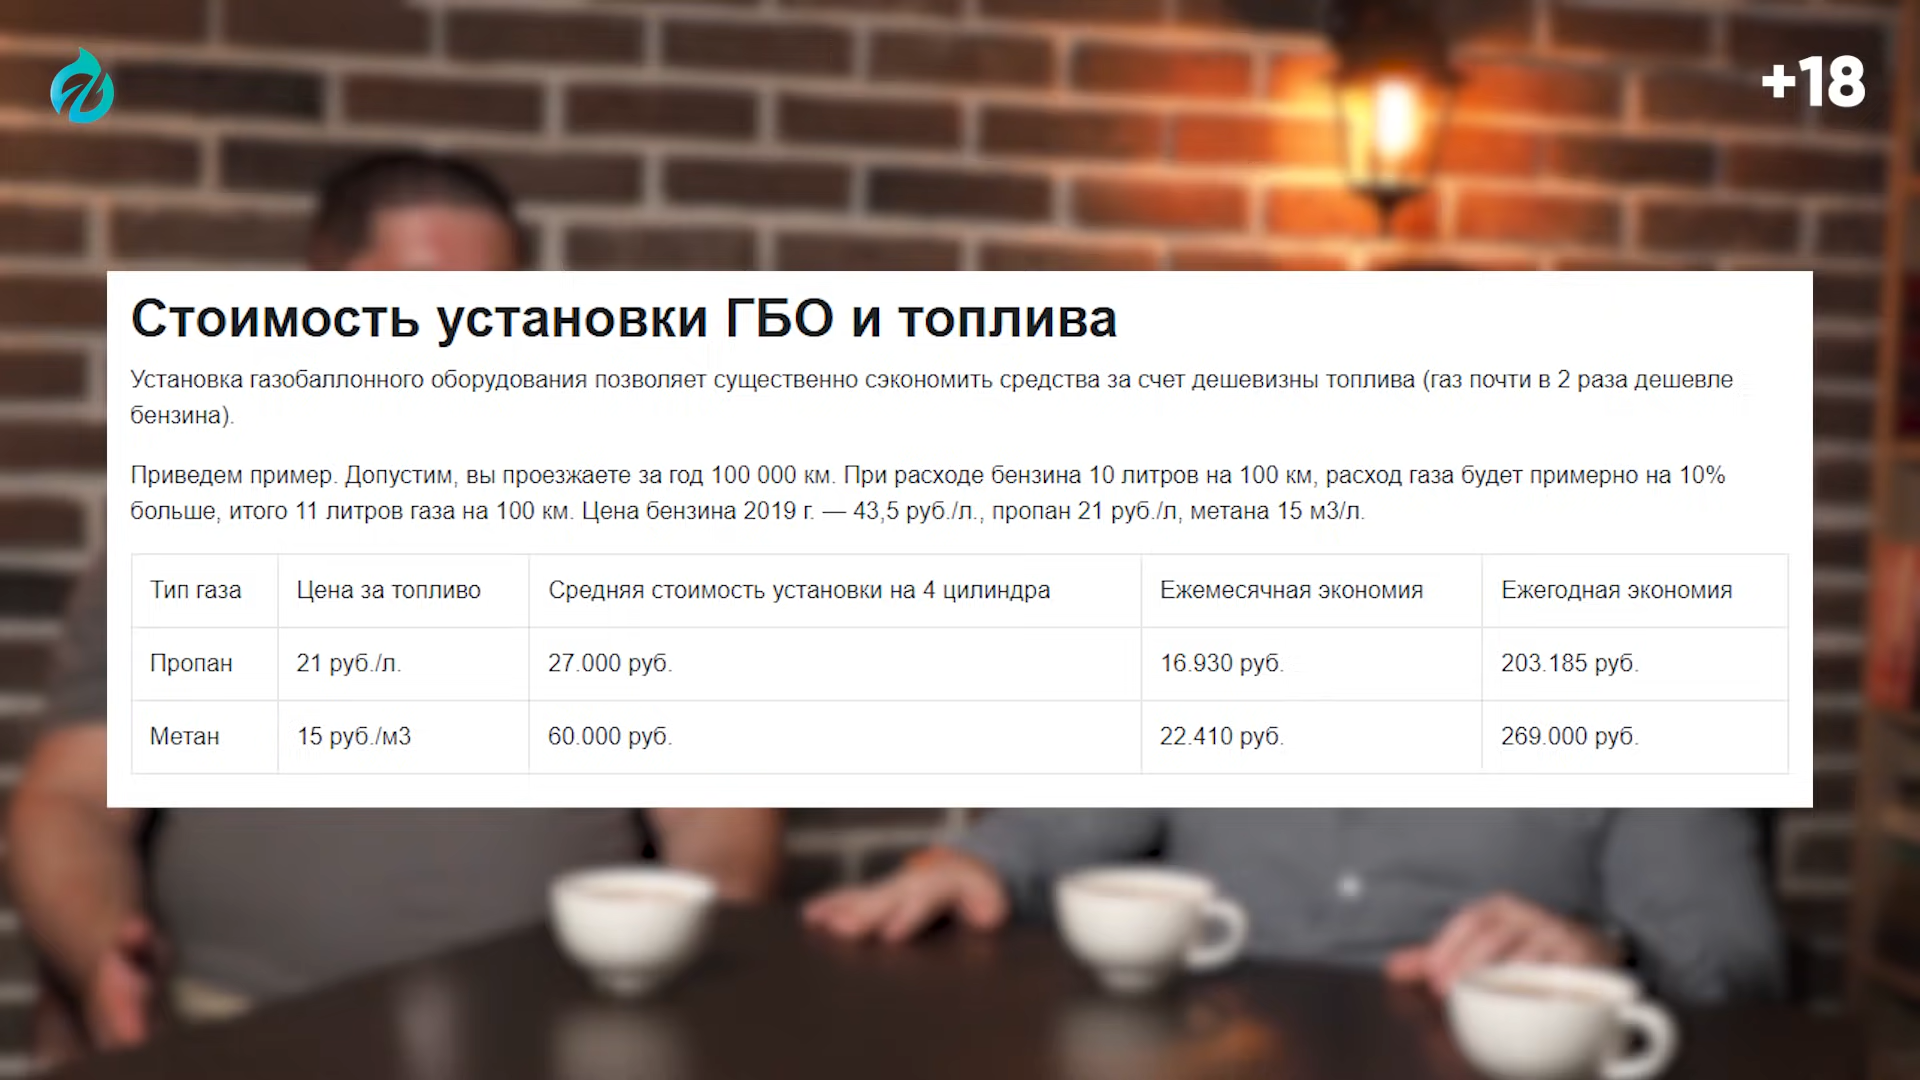 +18
Стоимость установки ГБО и топлива
Установка газобаллонного оборудования позволяет существенно сэкономить средства за счет дешевизны топлива (газ почти в 2 раза дешевле
бензина).
Приведем пример. Допустим, вы проезжаете за год 100 000 км. При расходе бензина 10 литров на 100 км, расход газа будет примерно на 10%
больше, итого 11 литров газа на 100 км. Цена бензина 2019 г. — 43,5 руб./л., пропан 21 руб./л, метана 15 м3/л.
Тип газа Цена за топливо Средняя стоимость установки на 4 цилиндра Ежемесячная экономия Ежегодная экономия
Пропан 21 руб./л. 27.000 руб. 16.930 руб. 203.185 руб.
Метан 15 руб./м3 60.000 руб. 22.410 руб. 269.000 руб.